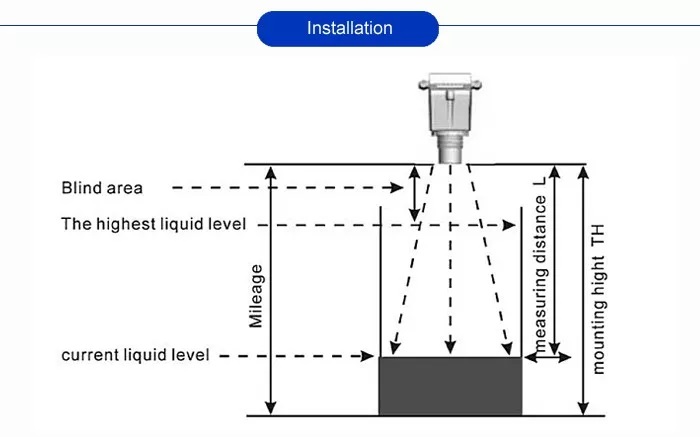 Installation
Blind area
The highest liquid level
Mileage
current liquid level
measuring distance L
mounting hight TH